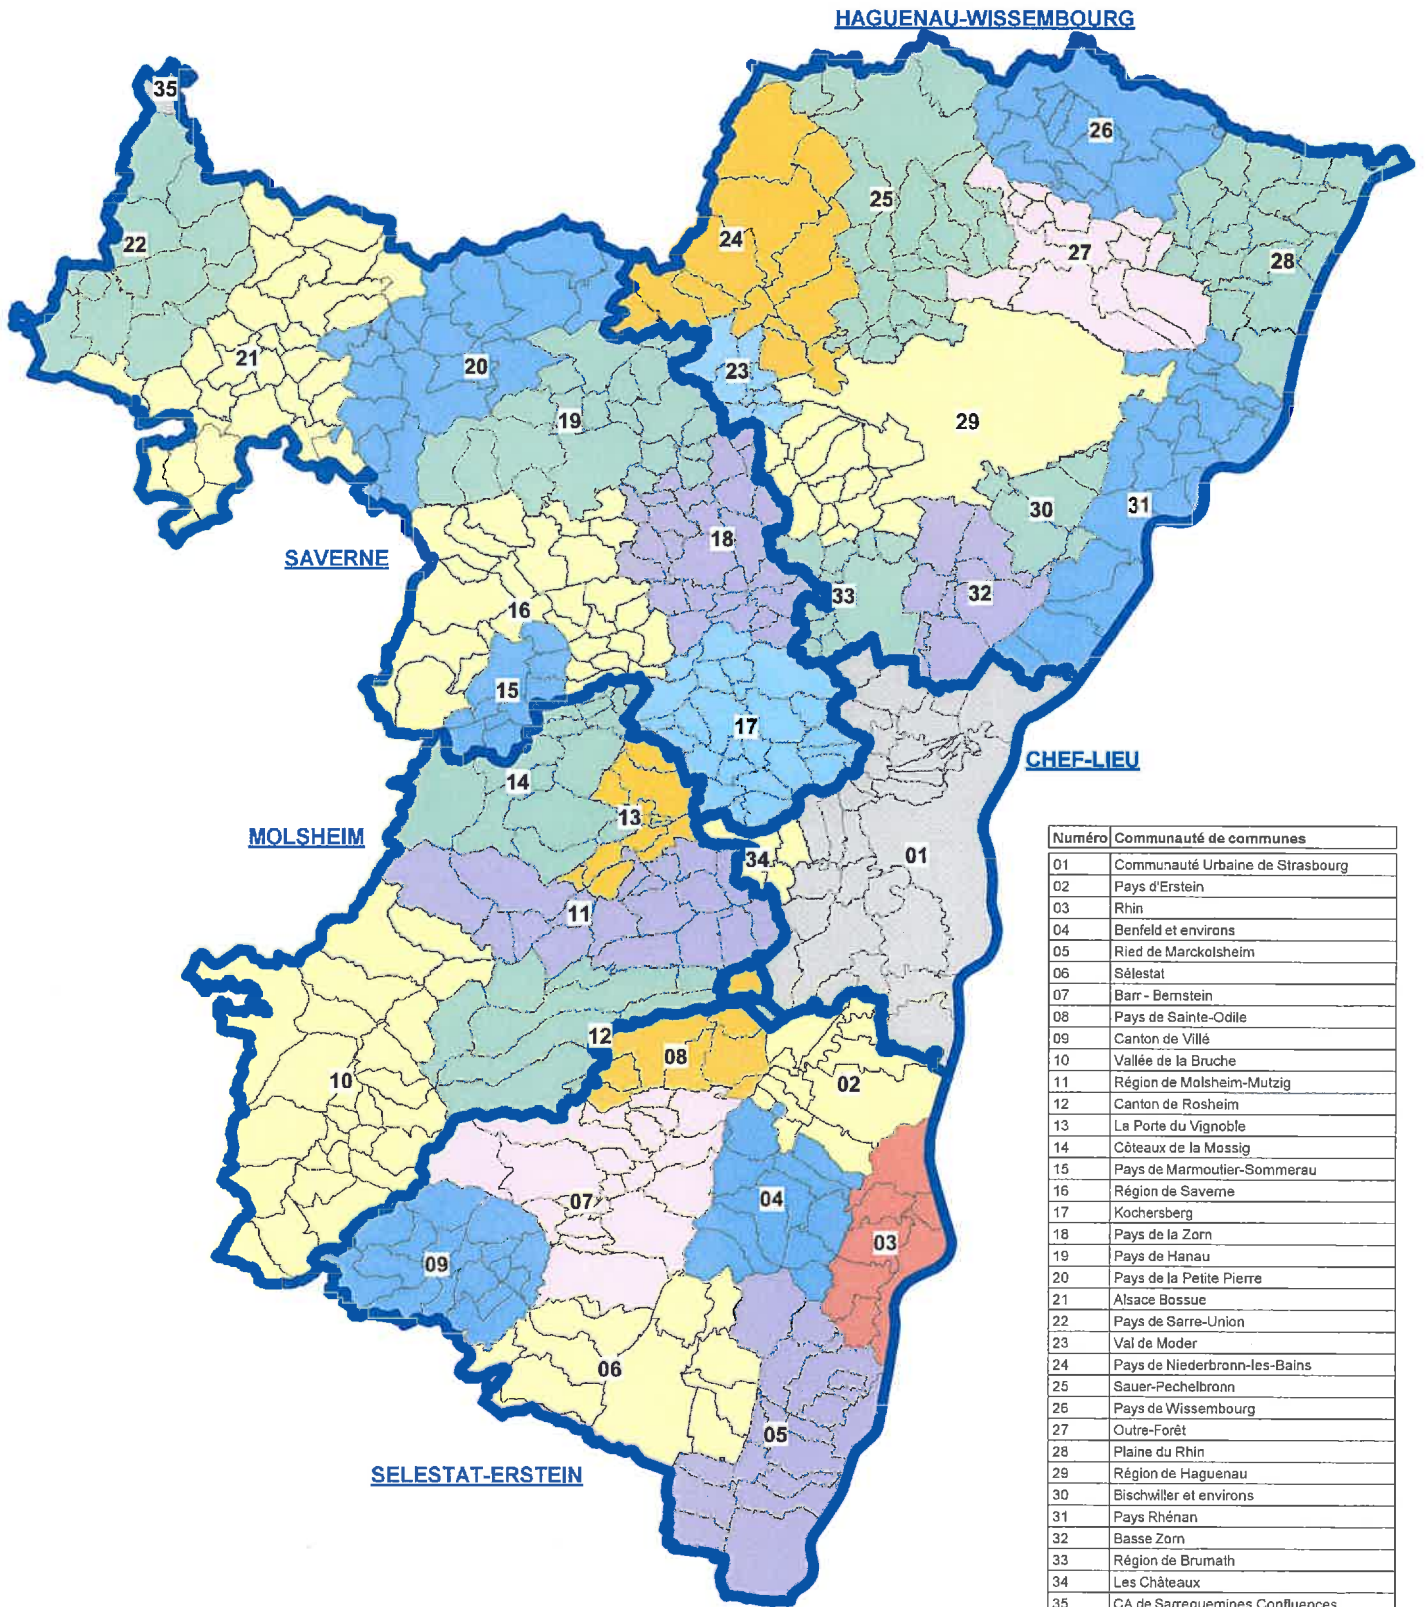 HAGUENAU-WISSEMBOURG
35
26
25
22
24
27
28
21
20
23
19
29
30
31
18
SAVERNE
33
32
16
15
17
14
CHEF-LIEU
13
MOLSHEIM
34
01
11
12
08
10
02
07
04
03
09
06
05
SELESTAT-ERSTEIN
Numéro Communauté de communes
01 Communauté Urbaine de Strasbourg
02 Pays d'Erstein
03 Rhin
04 Benfeld et environs
05 Ried de Marckolsheim
06 Sélestat
07 Barr - Bernstein
08 Pays de Sainte-Odile
09 Canton de Villé
10 Vallée de la Bruche
11 Région de Molsheim-Mutzig
12 Canton de Rosheim
13 La Porte du Vignoble
14 Côteaux de la Mossig
15 Pays de Marmoutier-Sommerau
16 Région de Saverne
17 Kochersberg
18 Pays de la Zorn
19 Pays de Hanau
20 Pays de la Petite Pierre
21 Alsace Bossue
22 Pays de Sarre-Union
23 Val de Moder
24 Pays de Niederbronn-les-Bains
25 Sauer-Pechelbronn
26 Pays de Wissembourg
27 Outre-Forêt
28 Plaine du Rhin
29 Région de Haguenau
30 Bischwiller et environs
31 Pays Rhénan
32 Basse Zorn
33 Région de Brumath
34 Les Châteaux
35 CA de Sarreguemines Confluences